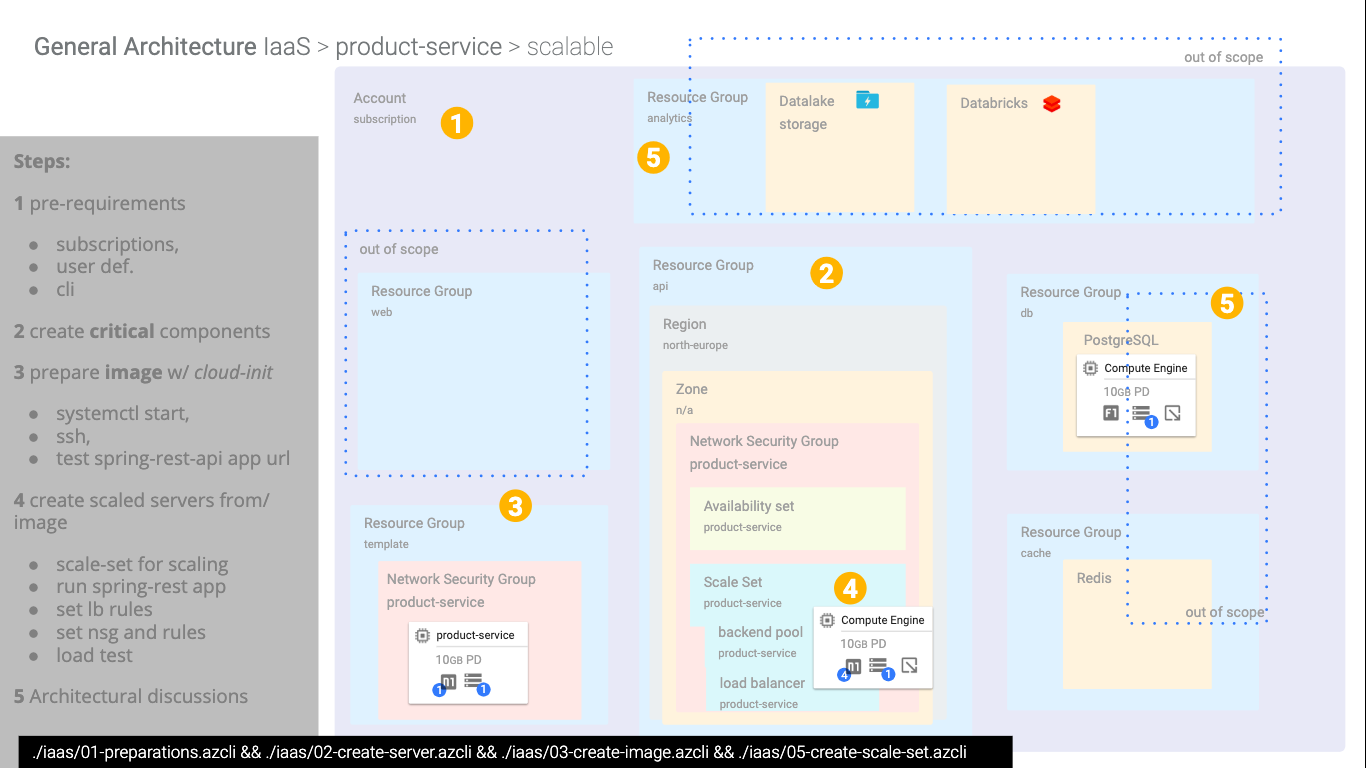 General Architecture IaaS > product-service > scalable
out of scope
Account
subscription
1
Resource Group
analytics
5
Datalake
storage
Databricks
Steps:
1 pre-requirements
● subscriptions,
● user def.
● cli
2 create critical components
3 prepare image w/ cloud-init
● systemctl start,
● ssh,
● test spring-rest-api app url
4 create scaled servers from/
image
● scale-set for scaling
● run spring-rest app
● set lb rules
● set nsg and rules
● load test
5 Architectural discussions
out of scope
Resource Group
web
3
Resource Group
template
Network Security Group
product-service
product-service
10GB PD
1
n1
1
Resource Group
api
2
Region
north-europe
Zone
n/a
Network Security Group
product-service
Availability set
product-service
Scale Set
product-service
4
backend pool
product-service
load balancer
product-service
Compute Engine
10GB PD
4
n1
1
Resource Group
db
5
PostgreSQL
Compute Engine
10GB PD
F1
1
Resource Group
cache
Redis
out of scope
./iaas/01-preparations.azcli && ./iaas/02-create-server.azcli && ./iaas/03-create-image.azcli && ./iaas/05-create-scale-set.azcli